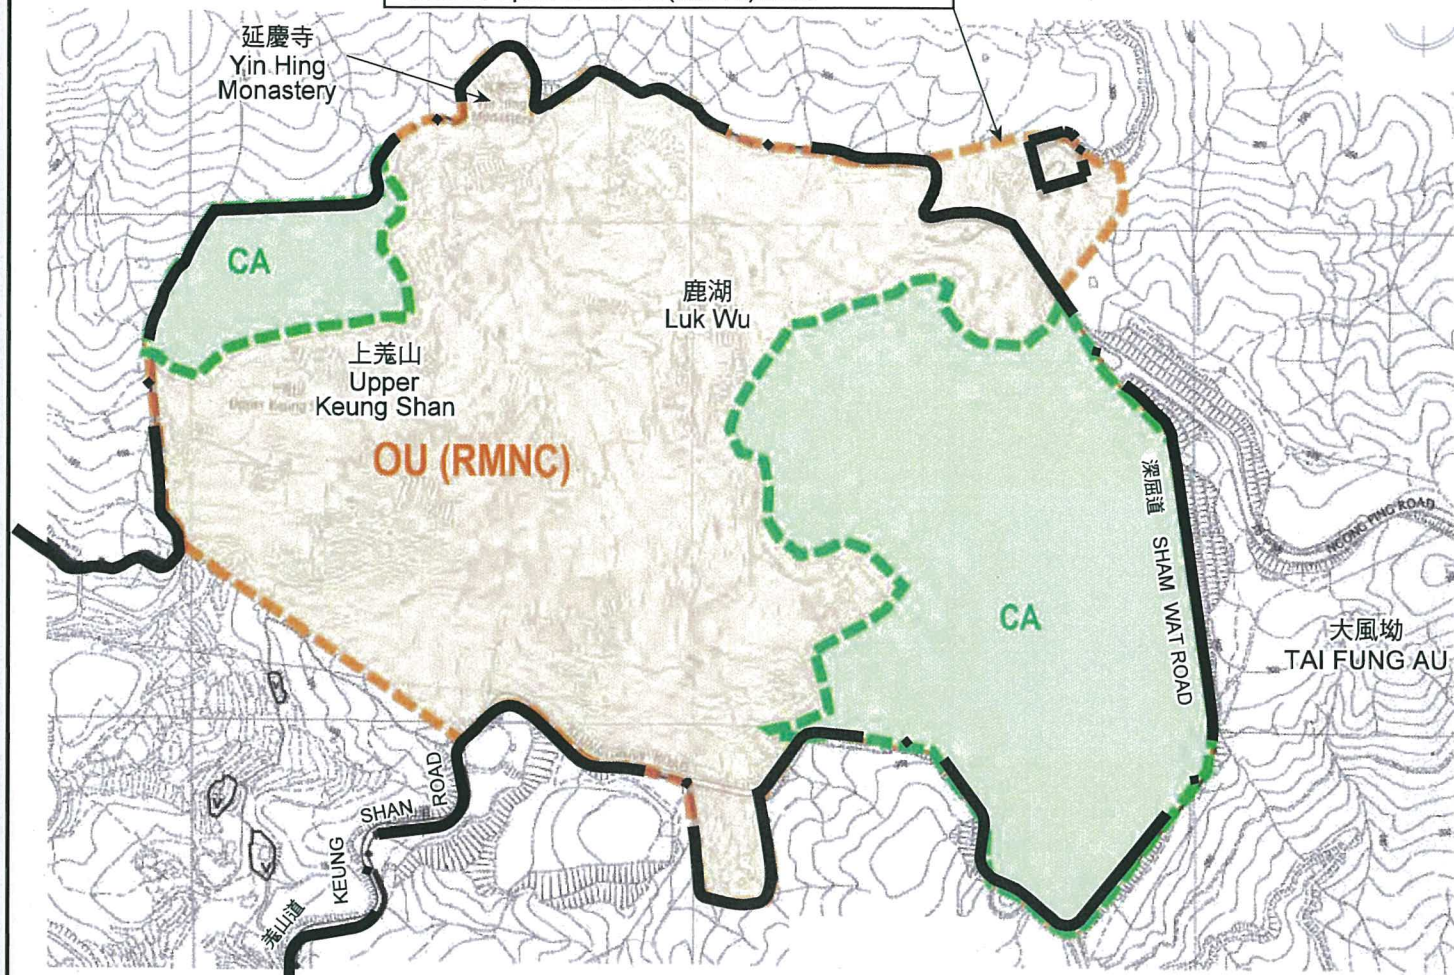 延慶寺
Yin Hing
Monastery
CA
鹿湖
Luk Wu
上羗山
Upper
Keung Shan
OU (RMNC)
深屈道 SHAM WAT ROAD
NGONG PING ROAD
CA
大風坳
TAI FUNG AU
KEUNG SHAN ROAD
羗山道